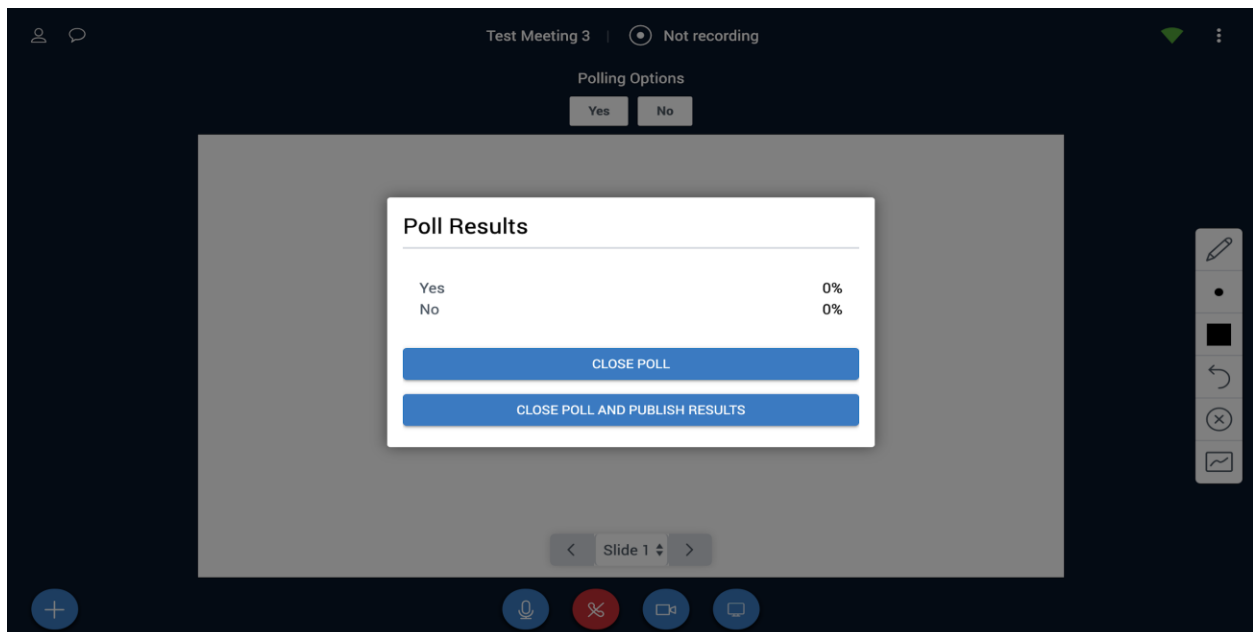 Test Meeting 3 | Not recording
Polling Options
Yes No
Poll Results
Yes 0%
No 0%
CLOSE POLL
CLOSE POLL AND PUBLISH RESULTS
Slide 1